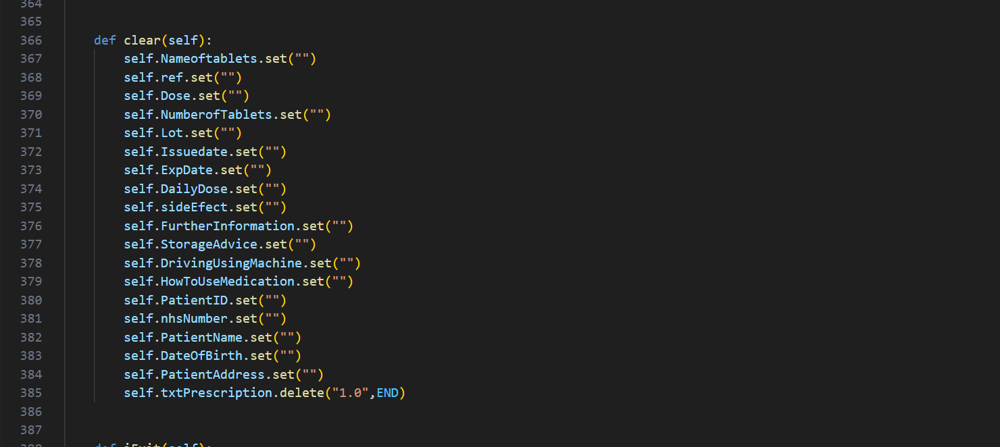 364
365
366 def clear(self):
367 self.Nameoftablets.set("")
368 self.ref.set("")
369 self.Dose.set("")
370 self.NumberofTablets.set("")
371 self.Lot.set("")
372 self.Issuedate.set("")
373 self.ExpDate.set("")
374 self.DailyDose.set("")
375 self.sideEfect.set("")
376 self.FurtherInformation.set("")
377 self.StorageAdvice.set("")
378 self.DrivingUsingMachine.set("")
379 self.HowToUseMedication.set("")
380 self.PatientID.set("")
381 self.nhsNumber.set("")
382 self.PatientName.set("")
383 self.DateOfBirth.set("")
384 self.PatientAddress.set("")
385 self.txtPrescription.delete("1.0",END)
386
387
388 def iExit(self):